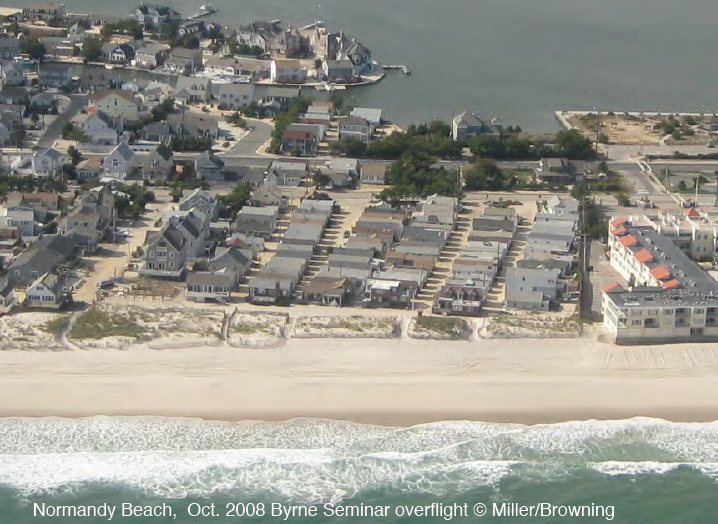 Normandy Beach,  Oct. 2008 Byrne Seminar overflight © Miller/Browning